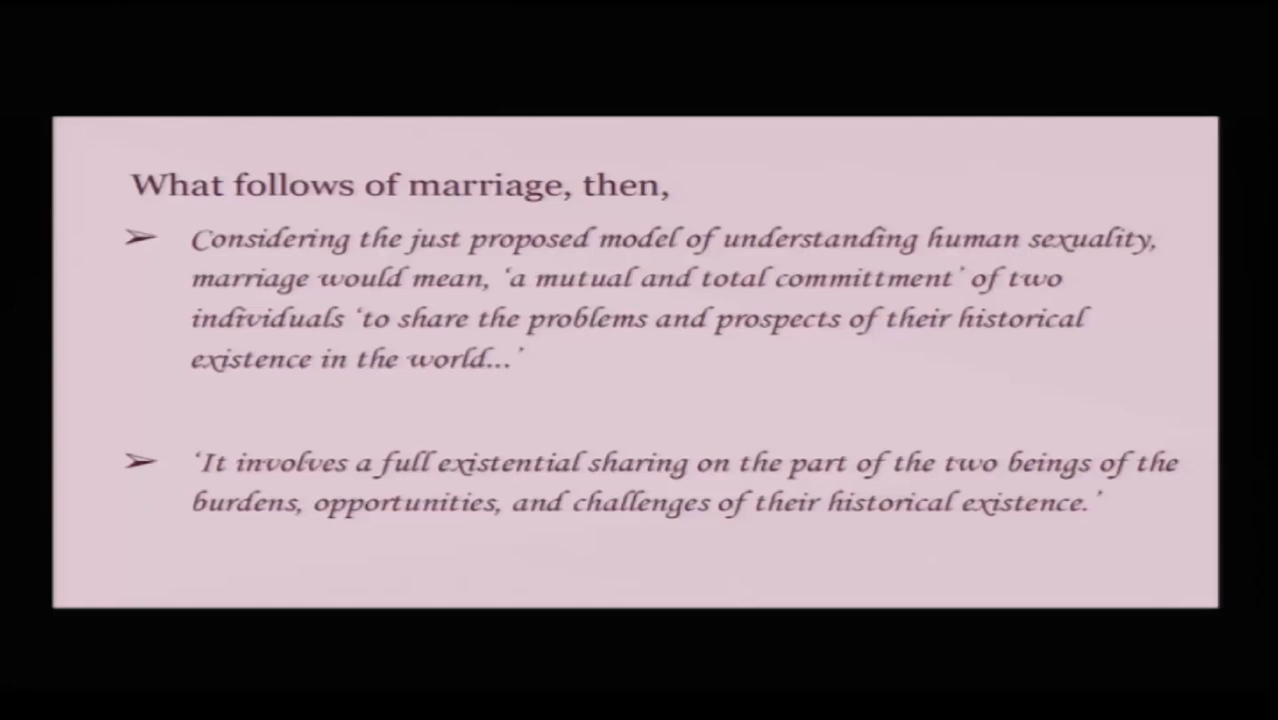 What follows of marriage, then,
➢ Considering the just proposed model of understanding human sexuality,
marriage would mean, ‘a mutual and total committment’ of two
individuals ‘to share the problems and prospects of their historical
existence in the world...’
➢ ‘It involves a full existential sharing on the part of the two beings of the
burdens, opportunities, and challenges of their historical existence.’